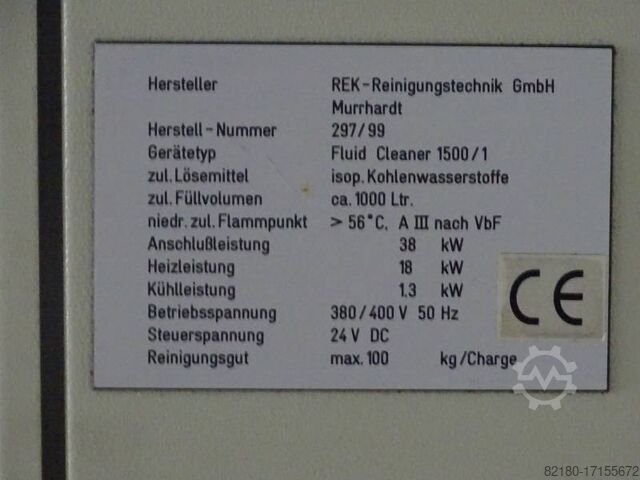 Hersteller REK-Reinigungstechnik GmbH
Murrhardt
Herstell-Nummer 297/99
Gerätetyp Fluid Cleaner 1500/1
zul. Lösemittel isop. Kohlenwasserstoffe
zul. Füllvolumen ca. 1000 Ltr.
niedr. zul. Flammpunkt > 56°C, A III nach VbF
Anschlußleistung 38 kW
Heizleistung 18 kW
Kühlleistung 1.3 kW
Betriebsspannung 380/400 V 50 Hz
Steuerspannung 24 V DC
Reinigungsgut max. 100 kg/Charge
CE
82180-17155672